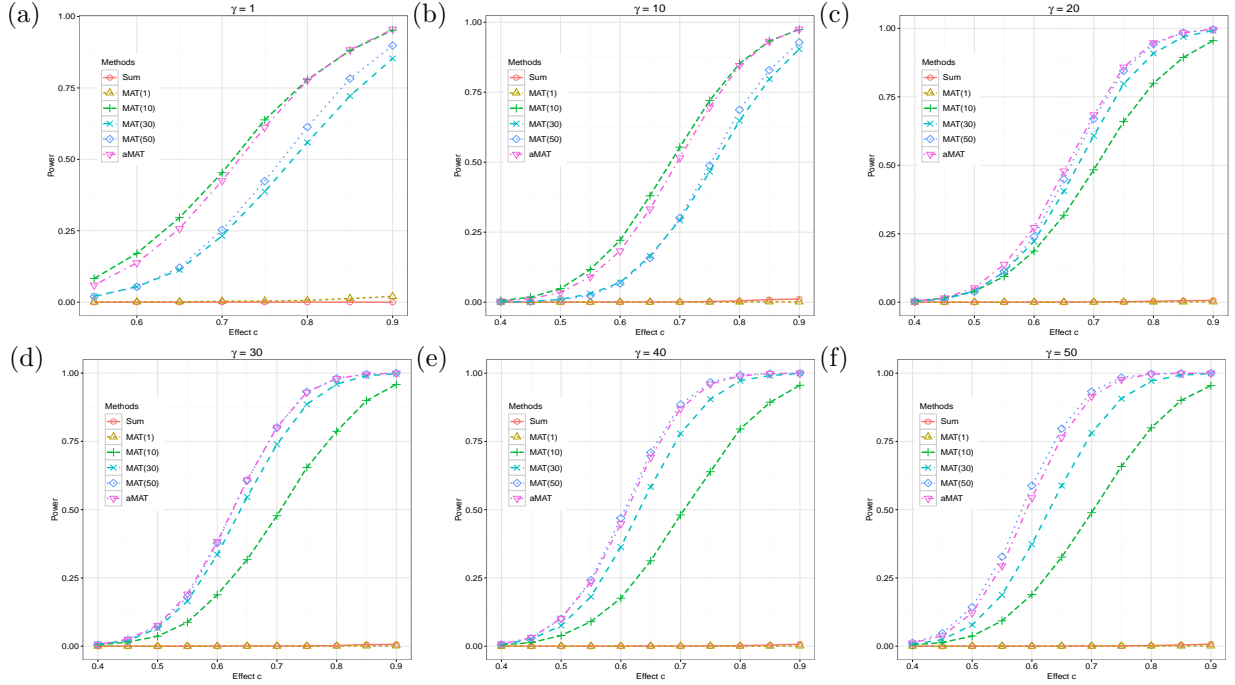 (a)
γ = 1
Power
1.00
0.75
0.50
0.25
0.00
Methods
Sum
MAT(1)
MAT(10)
MAT(30)
MAT(50)
aMAT
0.6 0.7 0.8 0.9
Effect c
(b)
γ = 10
Power
1.00
0.75
0.50
0.25
0.00
Methods
Sum
MAT(1)
MAT(10)
MAT(30)
MAT(50)
aMAT
0.4 0.5 0.6 0.7 0.8 0.9
Effect c
(c)
γ = 20
Power
1.00
0.75
0.50
0.25
0.00
Methods
Sum
MAT(1)
MAT(10)
MAT(30)
MAT(50)
aMAT
0.4 0.5 0.6 0.7 0.8 0.9
Effect c
(d)
γ = 30
Power
1.00
0.75
0.50
0.25
0.00
Methods
Sum
MAT(1)
MAT(10)
MAT(30)
MAT(50)
aMAT
0.4 0.5 0.6 0.7 0.8 0.9
Effect c
(e)
γ = 40
Power
1.00
0.75
0.50
0.25
0.00
Methods
Sum
MAT(1)
MAT(10)
MAT(30)
MAT(50)
aMAT
0.4 0.5 0.6 0.7 0.8 0.9
Effect c
(f)
γ = 50
Power
1.00
0.75
0.50
0.25
0.00
Methods
Sum
MAT(1)
MAT(10)
MAT(30)
MAT(50)
aMAT
0.4 0.5 0.6 0.7 0.8 0.9
Effect c